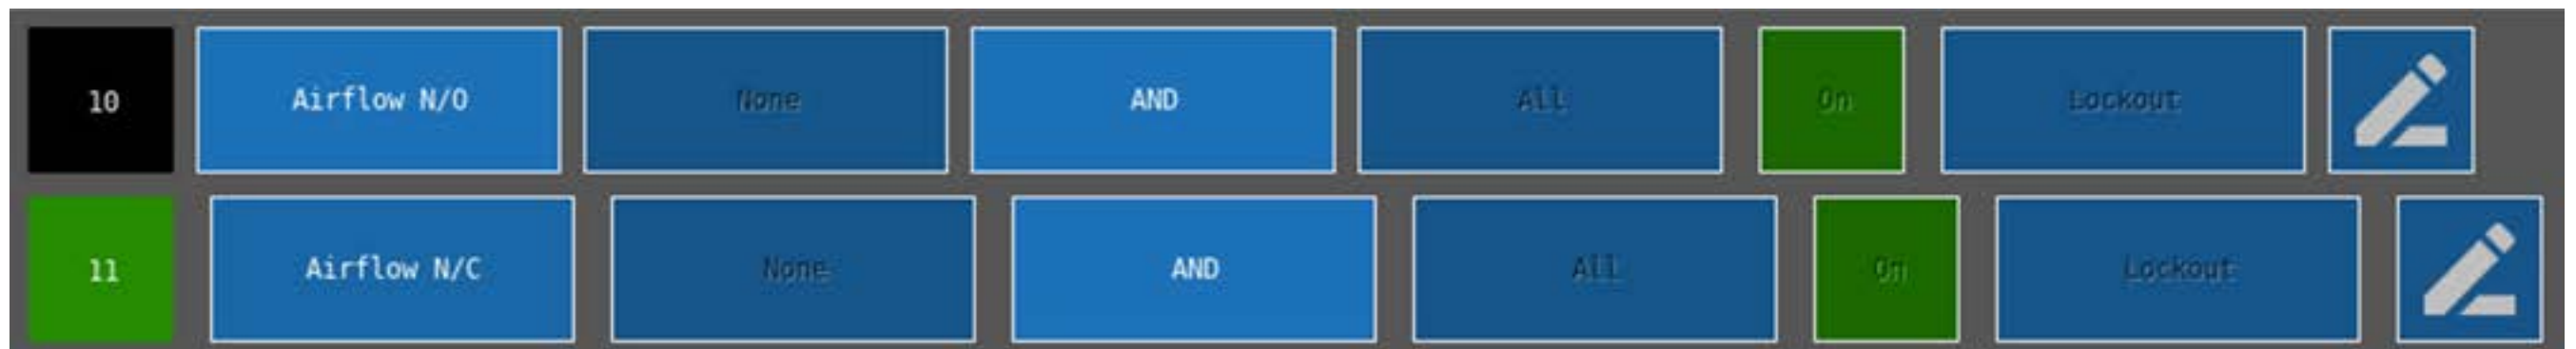 10 Airflow N/O None AND All On Lockout
11 Airflow N/C None AND All On Lockout